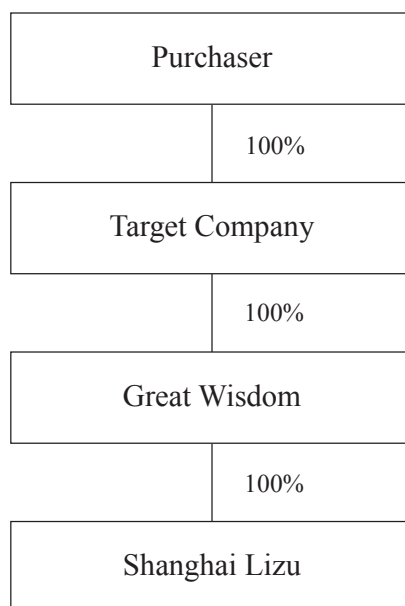 Purchaser
100%
Target Company
100%
Great Wisdom
100%
Shanghai Lizu